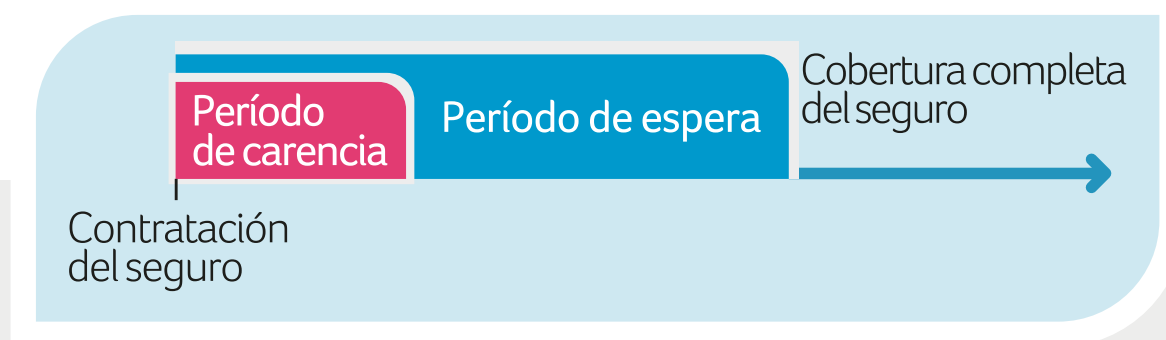 Período
de carencia
Período de espera
Cobertura completa
del seguro
Contratación
del seguro